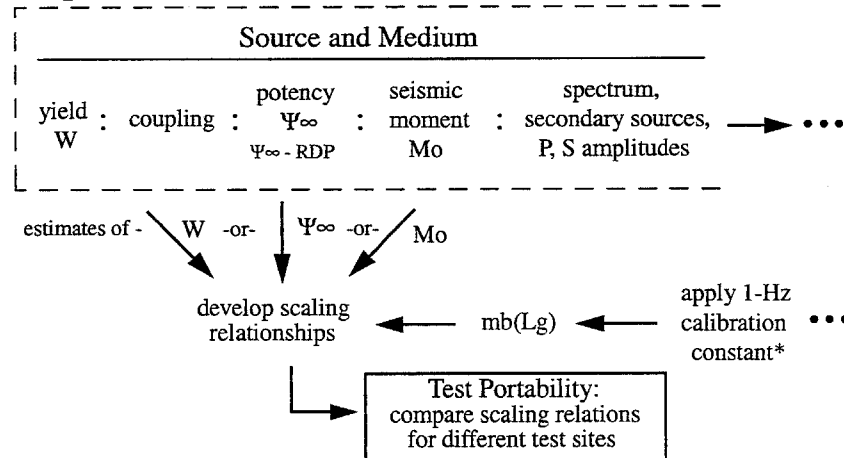 Source and Medium
yield W : coupling : potency Ψ∞ Ψ∞ - RDP : seismic moment Mo : spectrum, secondary sources, P, S amplitudes •••
estimates of - W -or- Ψ∞ -or- Mo
develop scaling relationships
mb(Lg)
apply 1-Hz calibration constant*
•••
Test Portability:
compare scaling relations
for different test sites